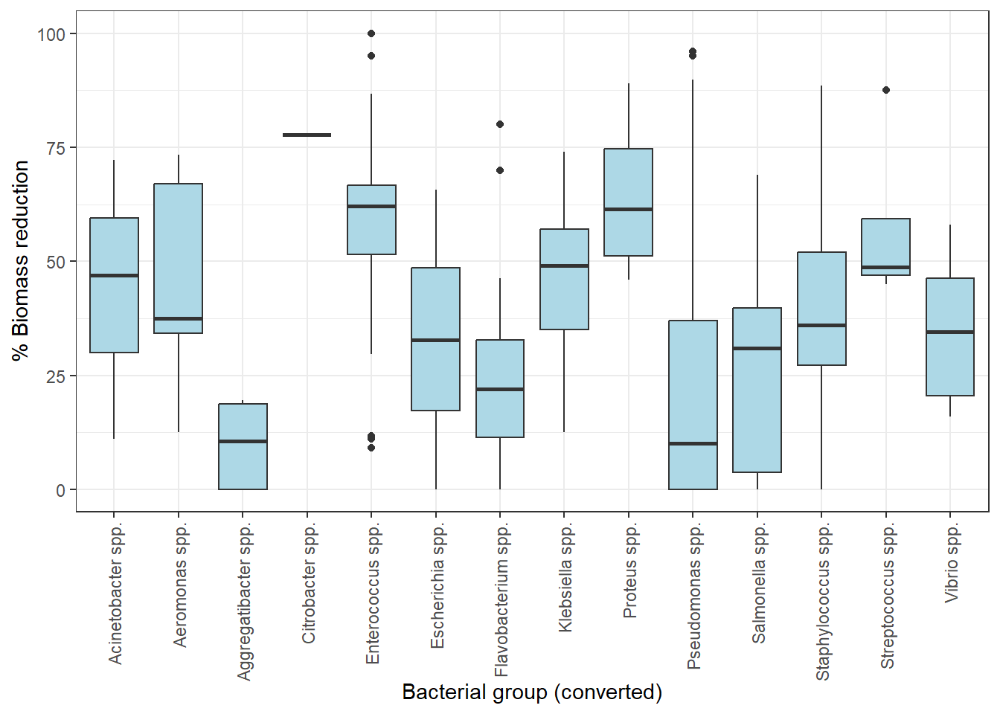 % Biomass reduction
100
75
50
25
0
Acinetobacter spp.
Aeromonas spp.
Aggregatibacter spp.
Citrobacter spp.
Enterococcus spp.
Escherichia spp.
Flavobacterium spp.
Klebsiella spp.
Proteus spp.
Pseudomonas spp.
Salmonella spp.
Staphylococcus spp.
Streptococcus spp.
Vibrio spp.
Bacterial group (converted)